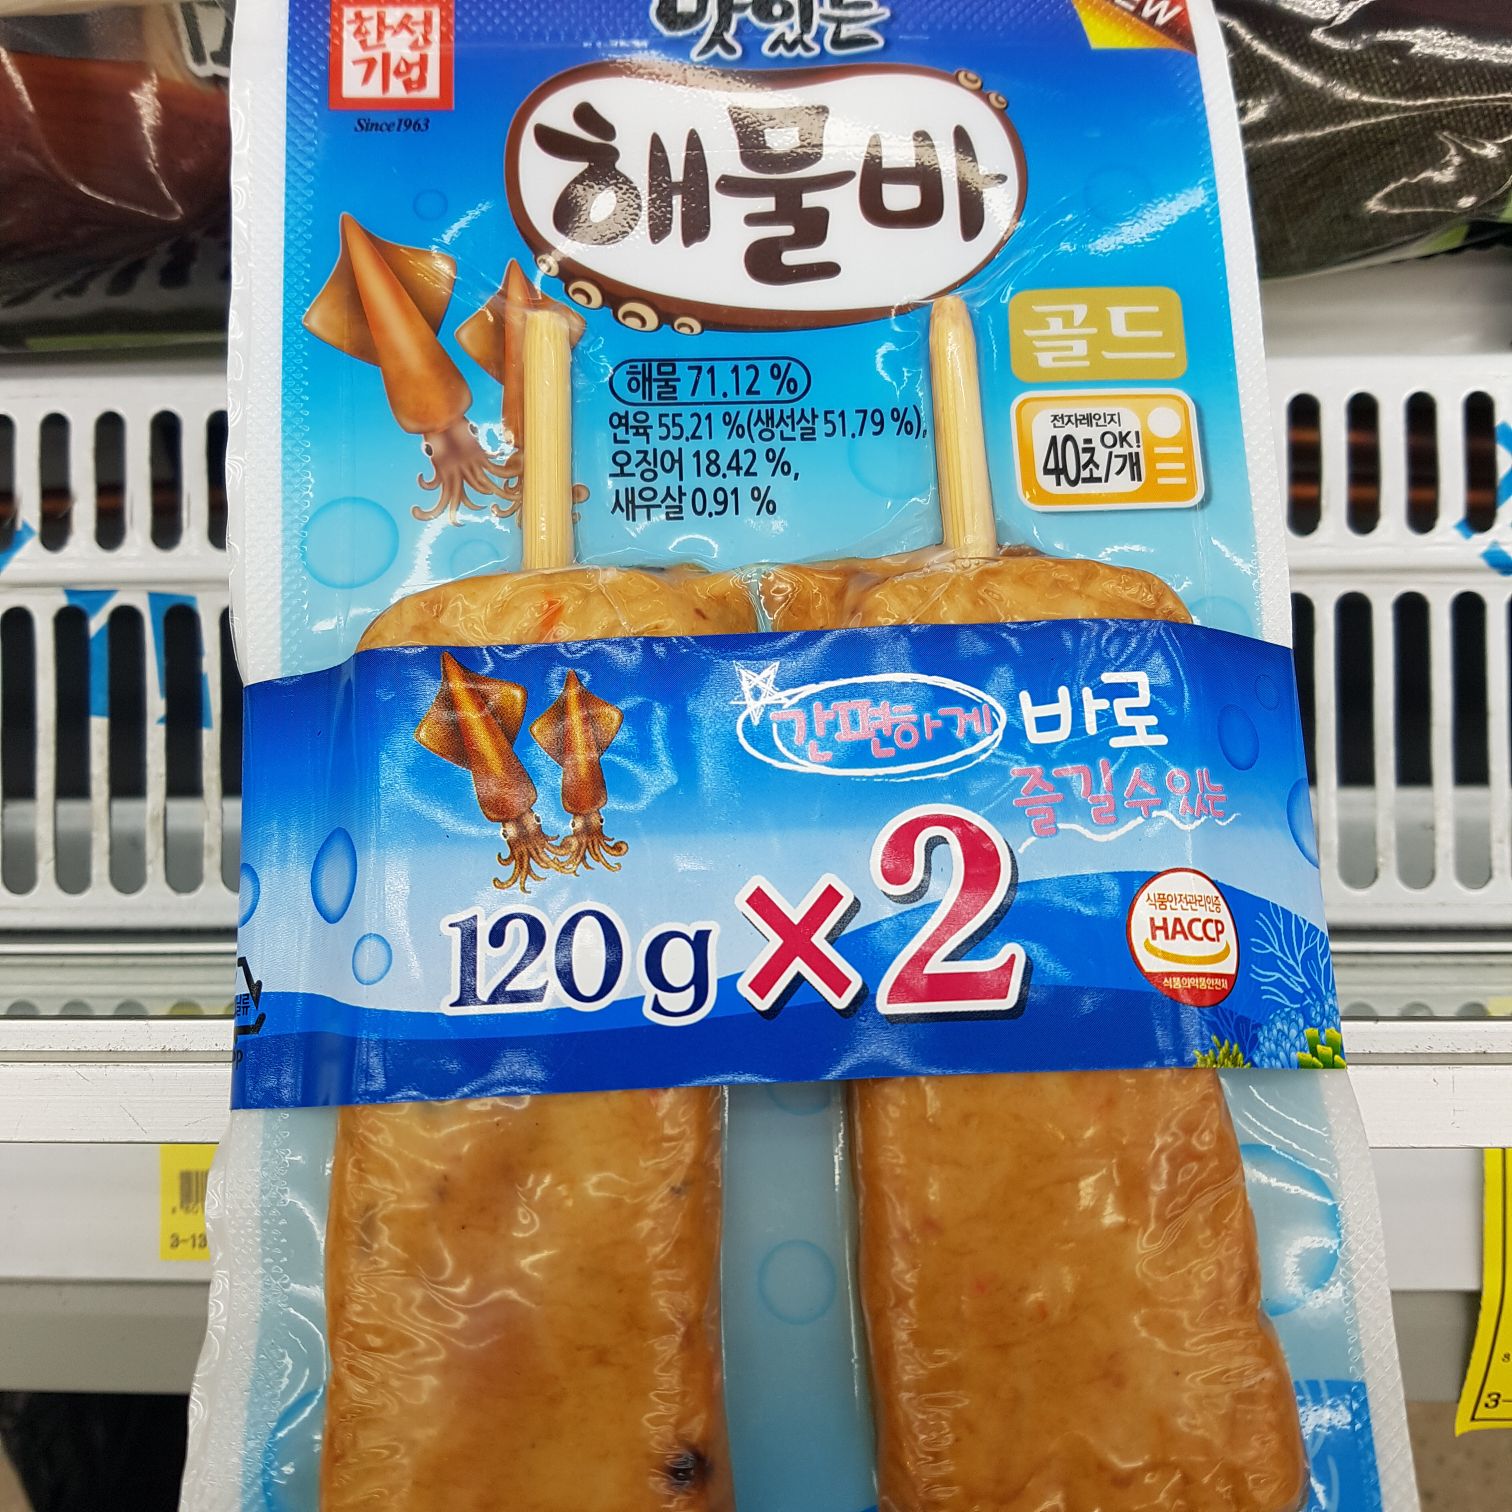 한성
기업
Since1963
맛있는
해물바
골드
해물 71.12 %
연육 55.21 %(생선살 51.79 %),
오징어 18.42 %,
새우살 0.91 %
전자레인지
OK!
40초/개
간편하게 바로
즐길수있는
120g×2
식품안전관리인증
HACCP
식품의약품안전처
3-13